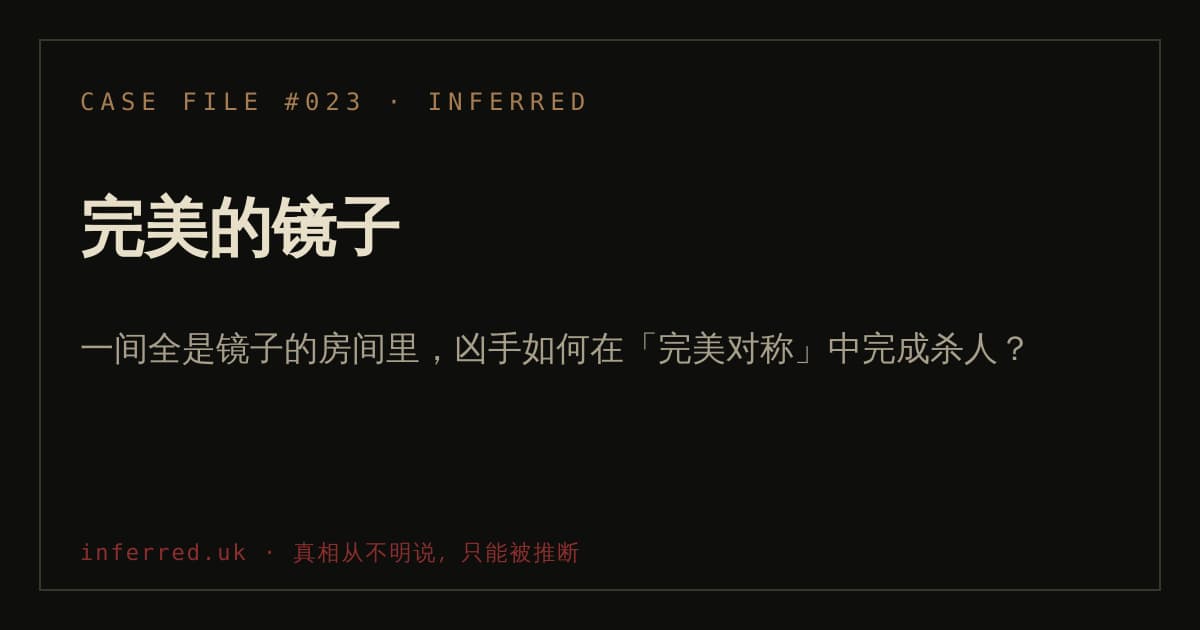 CASE FILE #023 · INFERRED
完美的镜子
一间全是镜子的房间里，凶手如何在「完美对称」中完成杀人？
inferred.uk · 真相从不明说，只能被推断